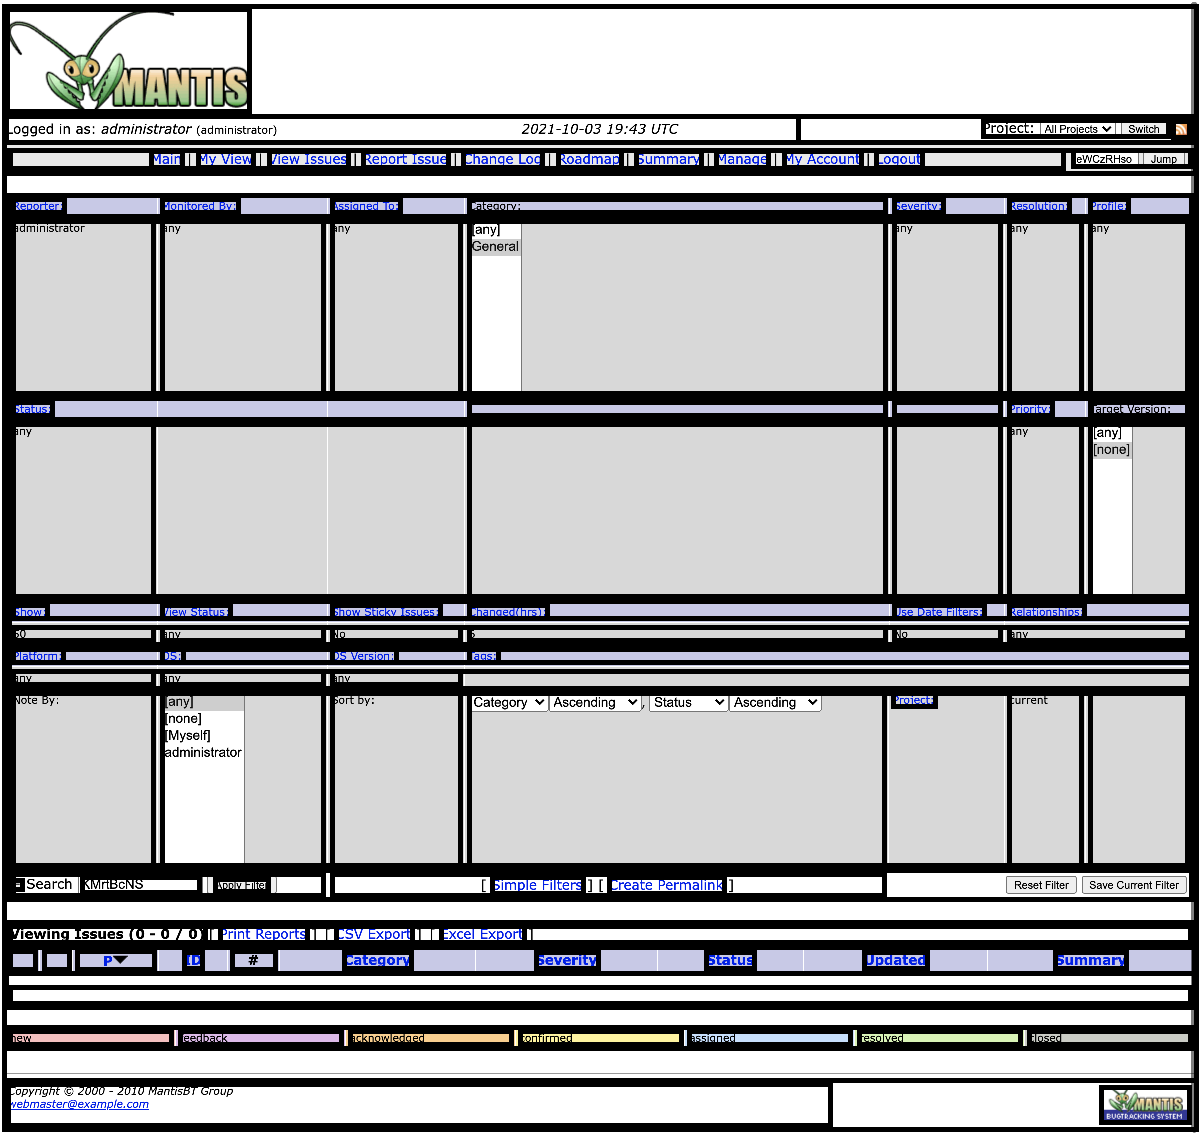 MANTIS
Logged in as: administrator (administrator)
2021-10-03 19:43 UTC
Project: All Projects Switch
Main | My View | View Issues | Report Issue | Change Log | Roadmap | Summary | Manage | My Account | Logout
eWCzRHso Jump
Reporter: Monitored By: Assigned To: Category: Severity: Resolution: Profile:
administrator any any [any] any any any
General
Status: Priority: Target Version:
any any [any]
[none]
Show: View Status: Show Sticky Issues: Changed(hrs): Use Date Filters: Relationships:
50 any No 6 No any
Platform: OS: OS Version: Tags:
any any any
Note By: [any] Sort by: Category Ascending, Status Ascending Project: current
[none]
[Myself]
administrator
Search KMrtBcNS Apply Filter
[ Simple Filters ] [ Create Permalink ]
Reset Filter Save Current Filter
Viewing Issues (0 - 0 / 0) [ Print Reports ] [ CSV Export ] [ Excel Export ]
P ID # Category Severity Status Updated Summary
new feedback acknowledged confirmed assigned resolved closed
Copyright © 2000 - 2010 MantisBT Group
webmaster@example.com
MANTIS
BUGTRACKING SYSTEM